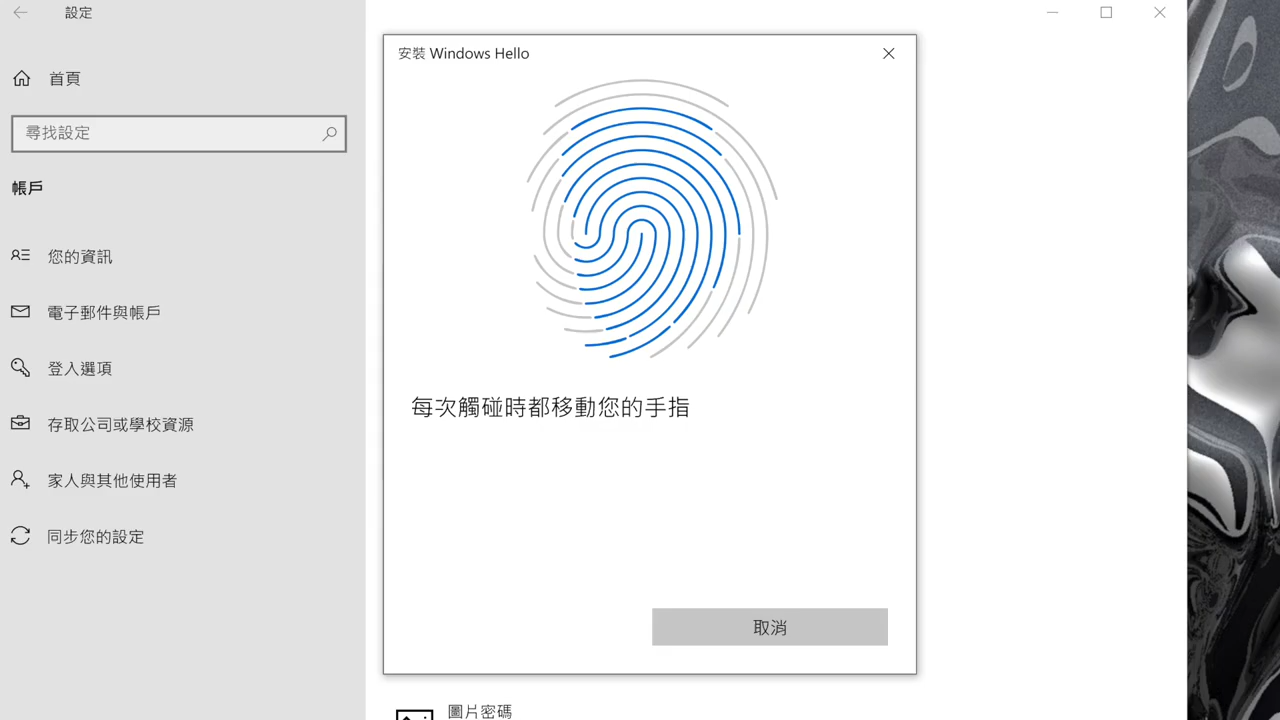 設定
首頁
尋找設定
帳戶
您的資訊
電子郵件與帳戶
登入選項
存取公司或學校資源
家人與其他使用者
同步您的設定
安裝 Windows Hello
每次觸碰時都移動您的手指
取消
圖片密碼